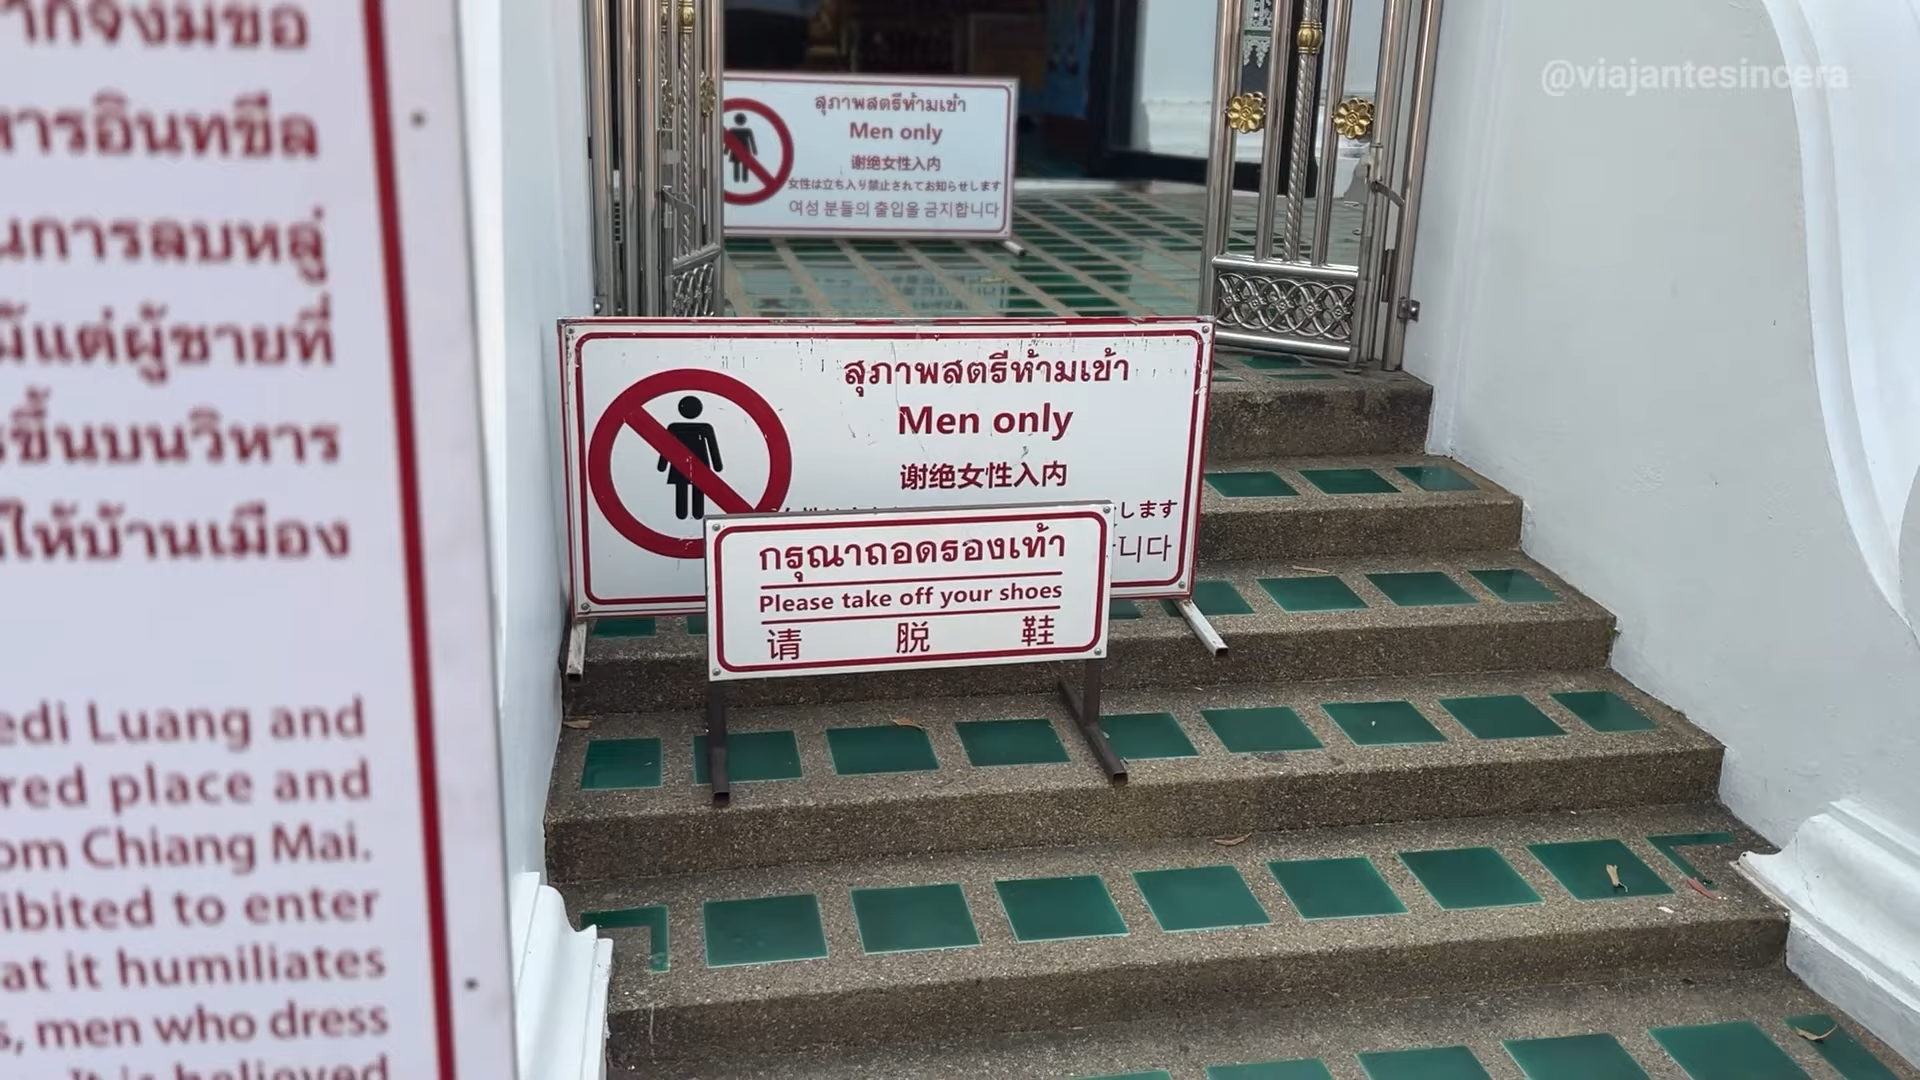 @viajantesincera
หารอินทขีล
นการลบหลู่
แต่ผู้ชายที่
ขึ้นบนวิหาร
ให้บ้านเมือง
edi Luang and
red place and
om Chiang Mai.
ibited to enter
at it humiliates
s, men who dress
It is believed
สุภาพสตรีห้ามเข้า
Men only
谢绝女性入内
女性は立ち入り禁止されてお知らせします
여성 분들의 출입을 금지합니다
สุภาพสตรีห้ามเข้า
Men only
谢绝女性入内
します
니다
กรุณาถอดรองเท้า
Please take off your shoes
请 脱 鞋